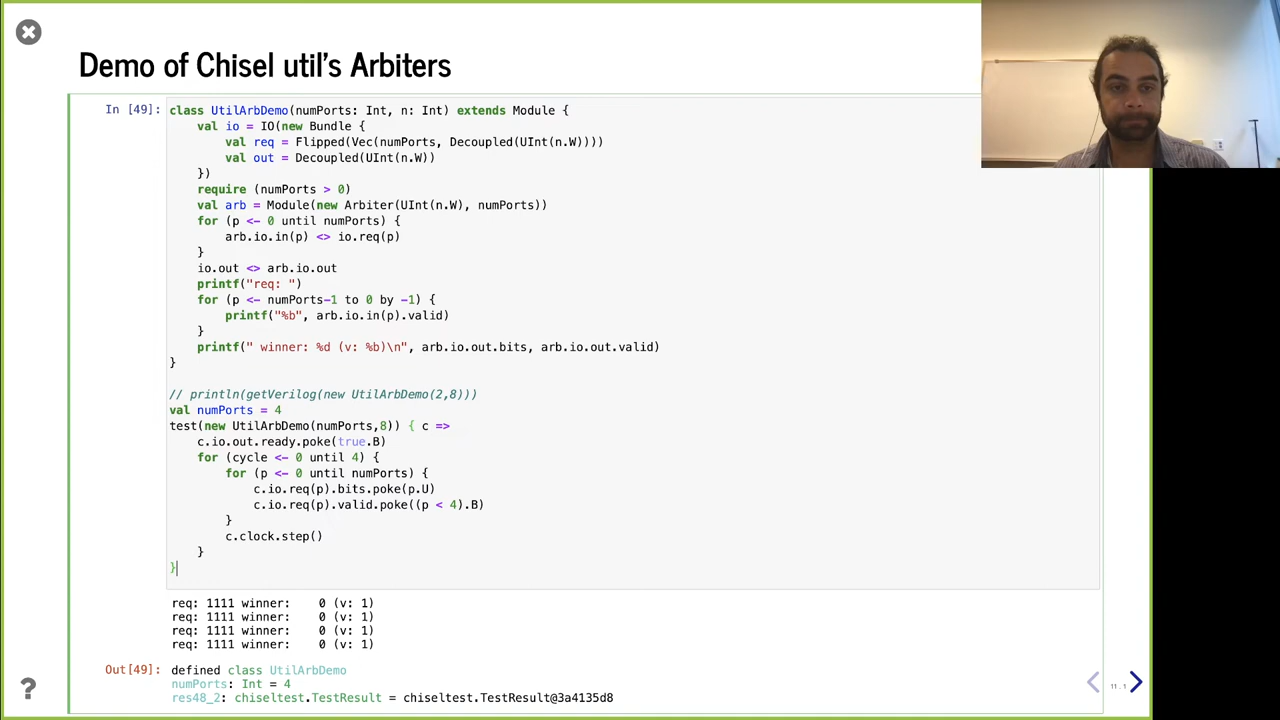 Demo of Chisel util's Arbiters
In [49]:
class UtilArbDemo(numPorts: Int, n: Int) extends Module {
    val io = IO(new Bundle {
        val req = Flipped(Vec(numPorts, Decoupled(UInt(n.W))))
        val out = Decoupled(UInt(n.W))
    })
    require (numPorts > 0)
    val arb = Module(new Arbiter(UInt(n.W), numPorts))
    for (p <- 0 until numPorts) {
        arb.io.in(p) <> io.req(p)
    }
    io.out <> arb.io.out
    printf("req: ")
    for (p <- numPorts-1 to 0 by -1) {
        printf("%b", arb.io.in(p).valid)
    }
    printf(" winner: %d (v: %b)\n", arb.io.out.bits, arb.io.out.valid)
}
// println(getVerilog(new UtilArbDemo(2,8)))
val numPorts = 4
test(new UtilArbDemo(numPorts,8)) { c =>
    c.io.out.ready.poke(true.B)
    for (cycle <- 0 until 4) {
        for (p <- 0 until numPorts) {
            c.io.req(p).bits.poke(p.U)
            c.io.req(p).valid.poke((p < 4).B)
        }
        c.clock.step()
    }
}
req: 1111 winner:    0 (v: 1)
req: 1111 winner:    0 (v: 1)
req: 1111 winner:    0 (v: 1)
req: 1111 winner:    0 (v: 1)
Out[49]:
defined class UtilArbDemo
numPorts: Int = 4
res48_2: chiseltest.TestResult = chiseltest.TestResult@3a4135d8
?
11.1